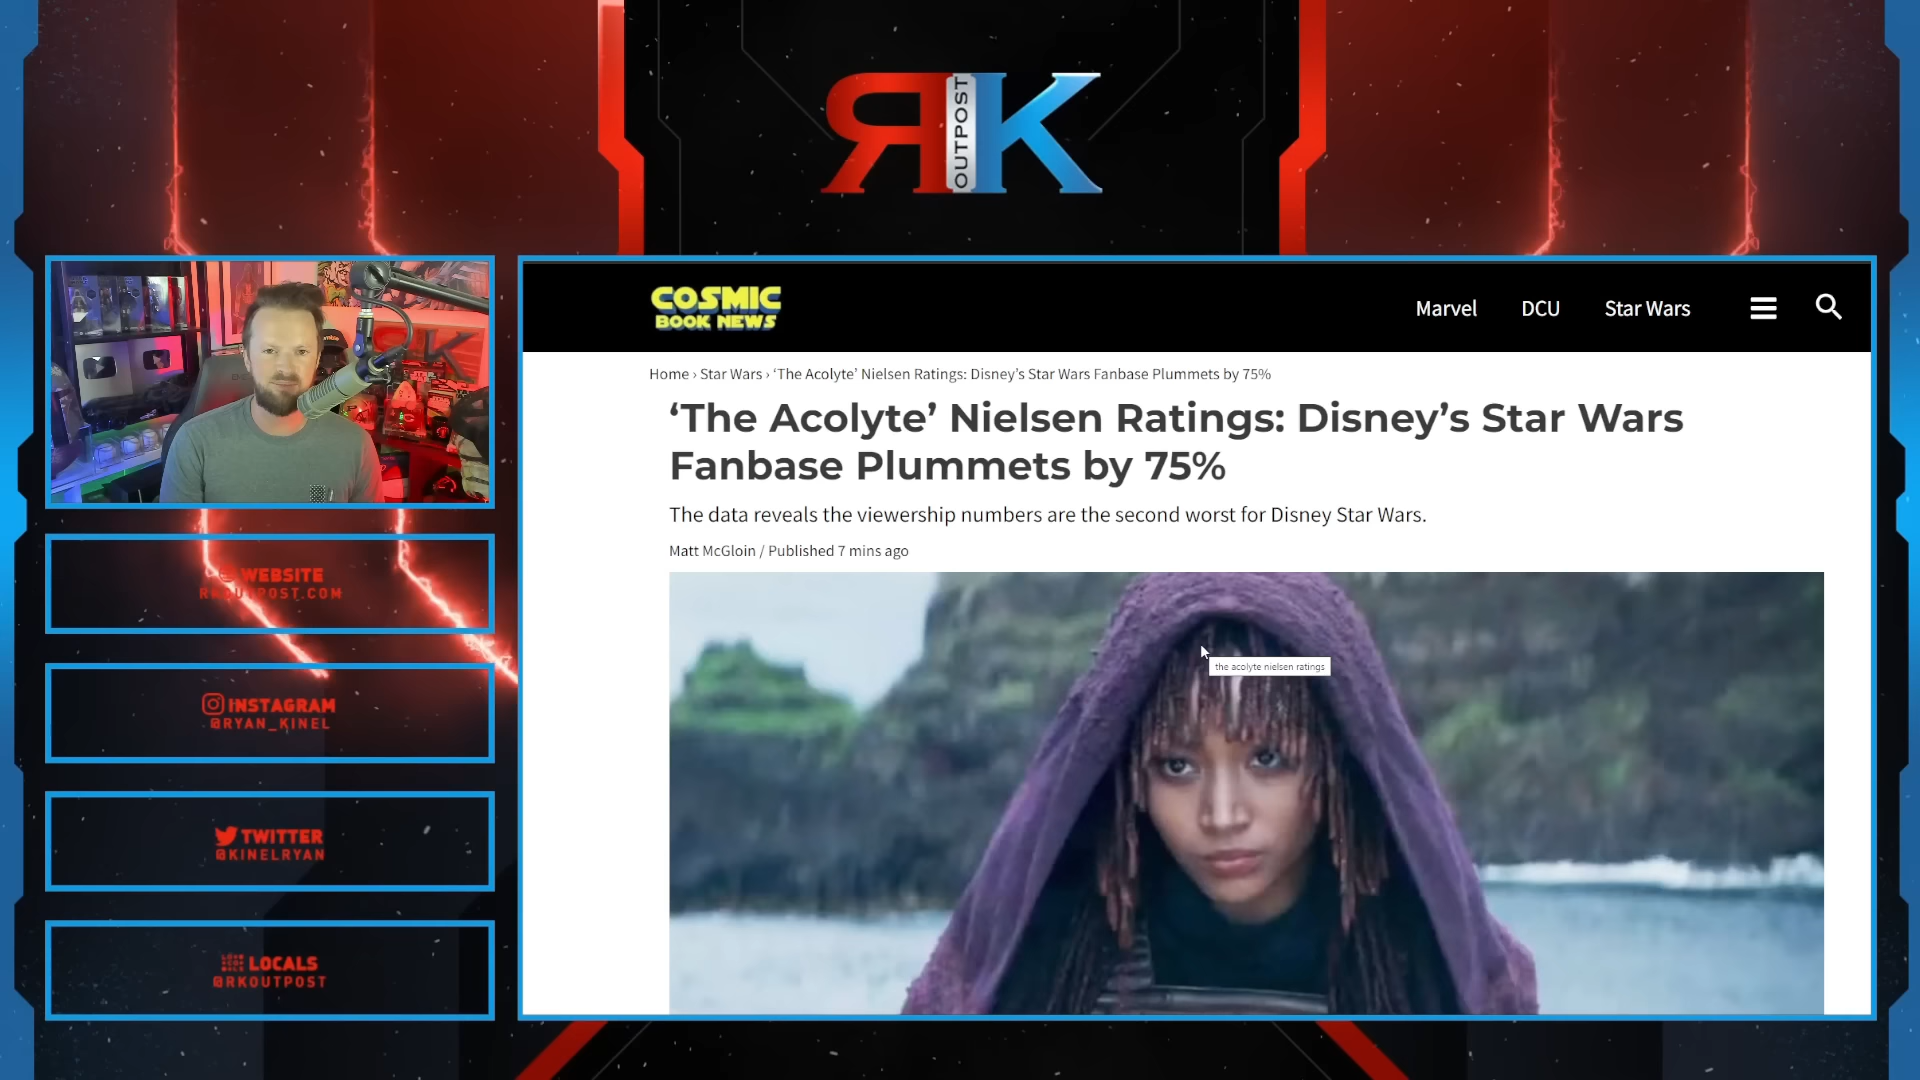 RK
OUTPOST
COSMIC
BOOK NEWS
Marvel
DCU
Star Wars
Home › Star Wars › ‘The Acolyte’ Nielsen Ratings: Disney’s Star Wars Fanbase Plummets by 75%
‘The Acolyte’ Nielsen Ratings: Disney’s Star Wars
Fanbase Plummets by 75%
The data reveals the viewership numbers are the second worst for Disney Star Wars.
Matt McGloin / Published 7 mins ago
the acolyte nielsen ratings
WEBSITE
RKOUTPOST.COM
INSTAGRAM
@RYAN_KINEL
TWITTER
@KINELRYAN
LOCALS
@RKOUTPOST